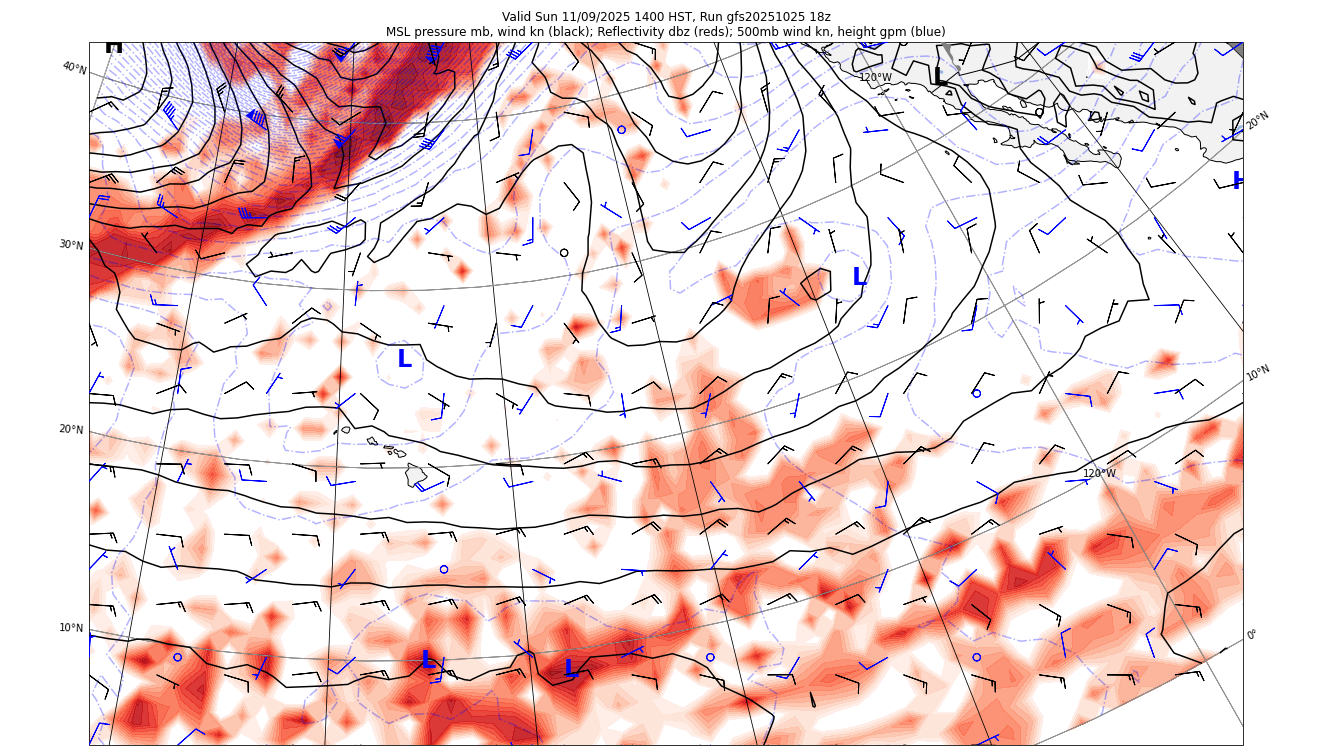 Valid Sun 11/09/2025 1400 HST, Run gfs20251025 18z
MSL pressure mb, wind kn (black); Reflectivity dbz (reds); 500mb wind kn, height gpm (blue)
H
40°N
120°W
L
20°N
H
30°N
L
L
10°N
20°N
120°W
10°N
0°
L
L